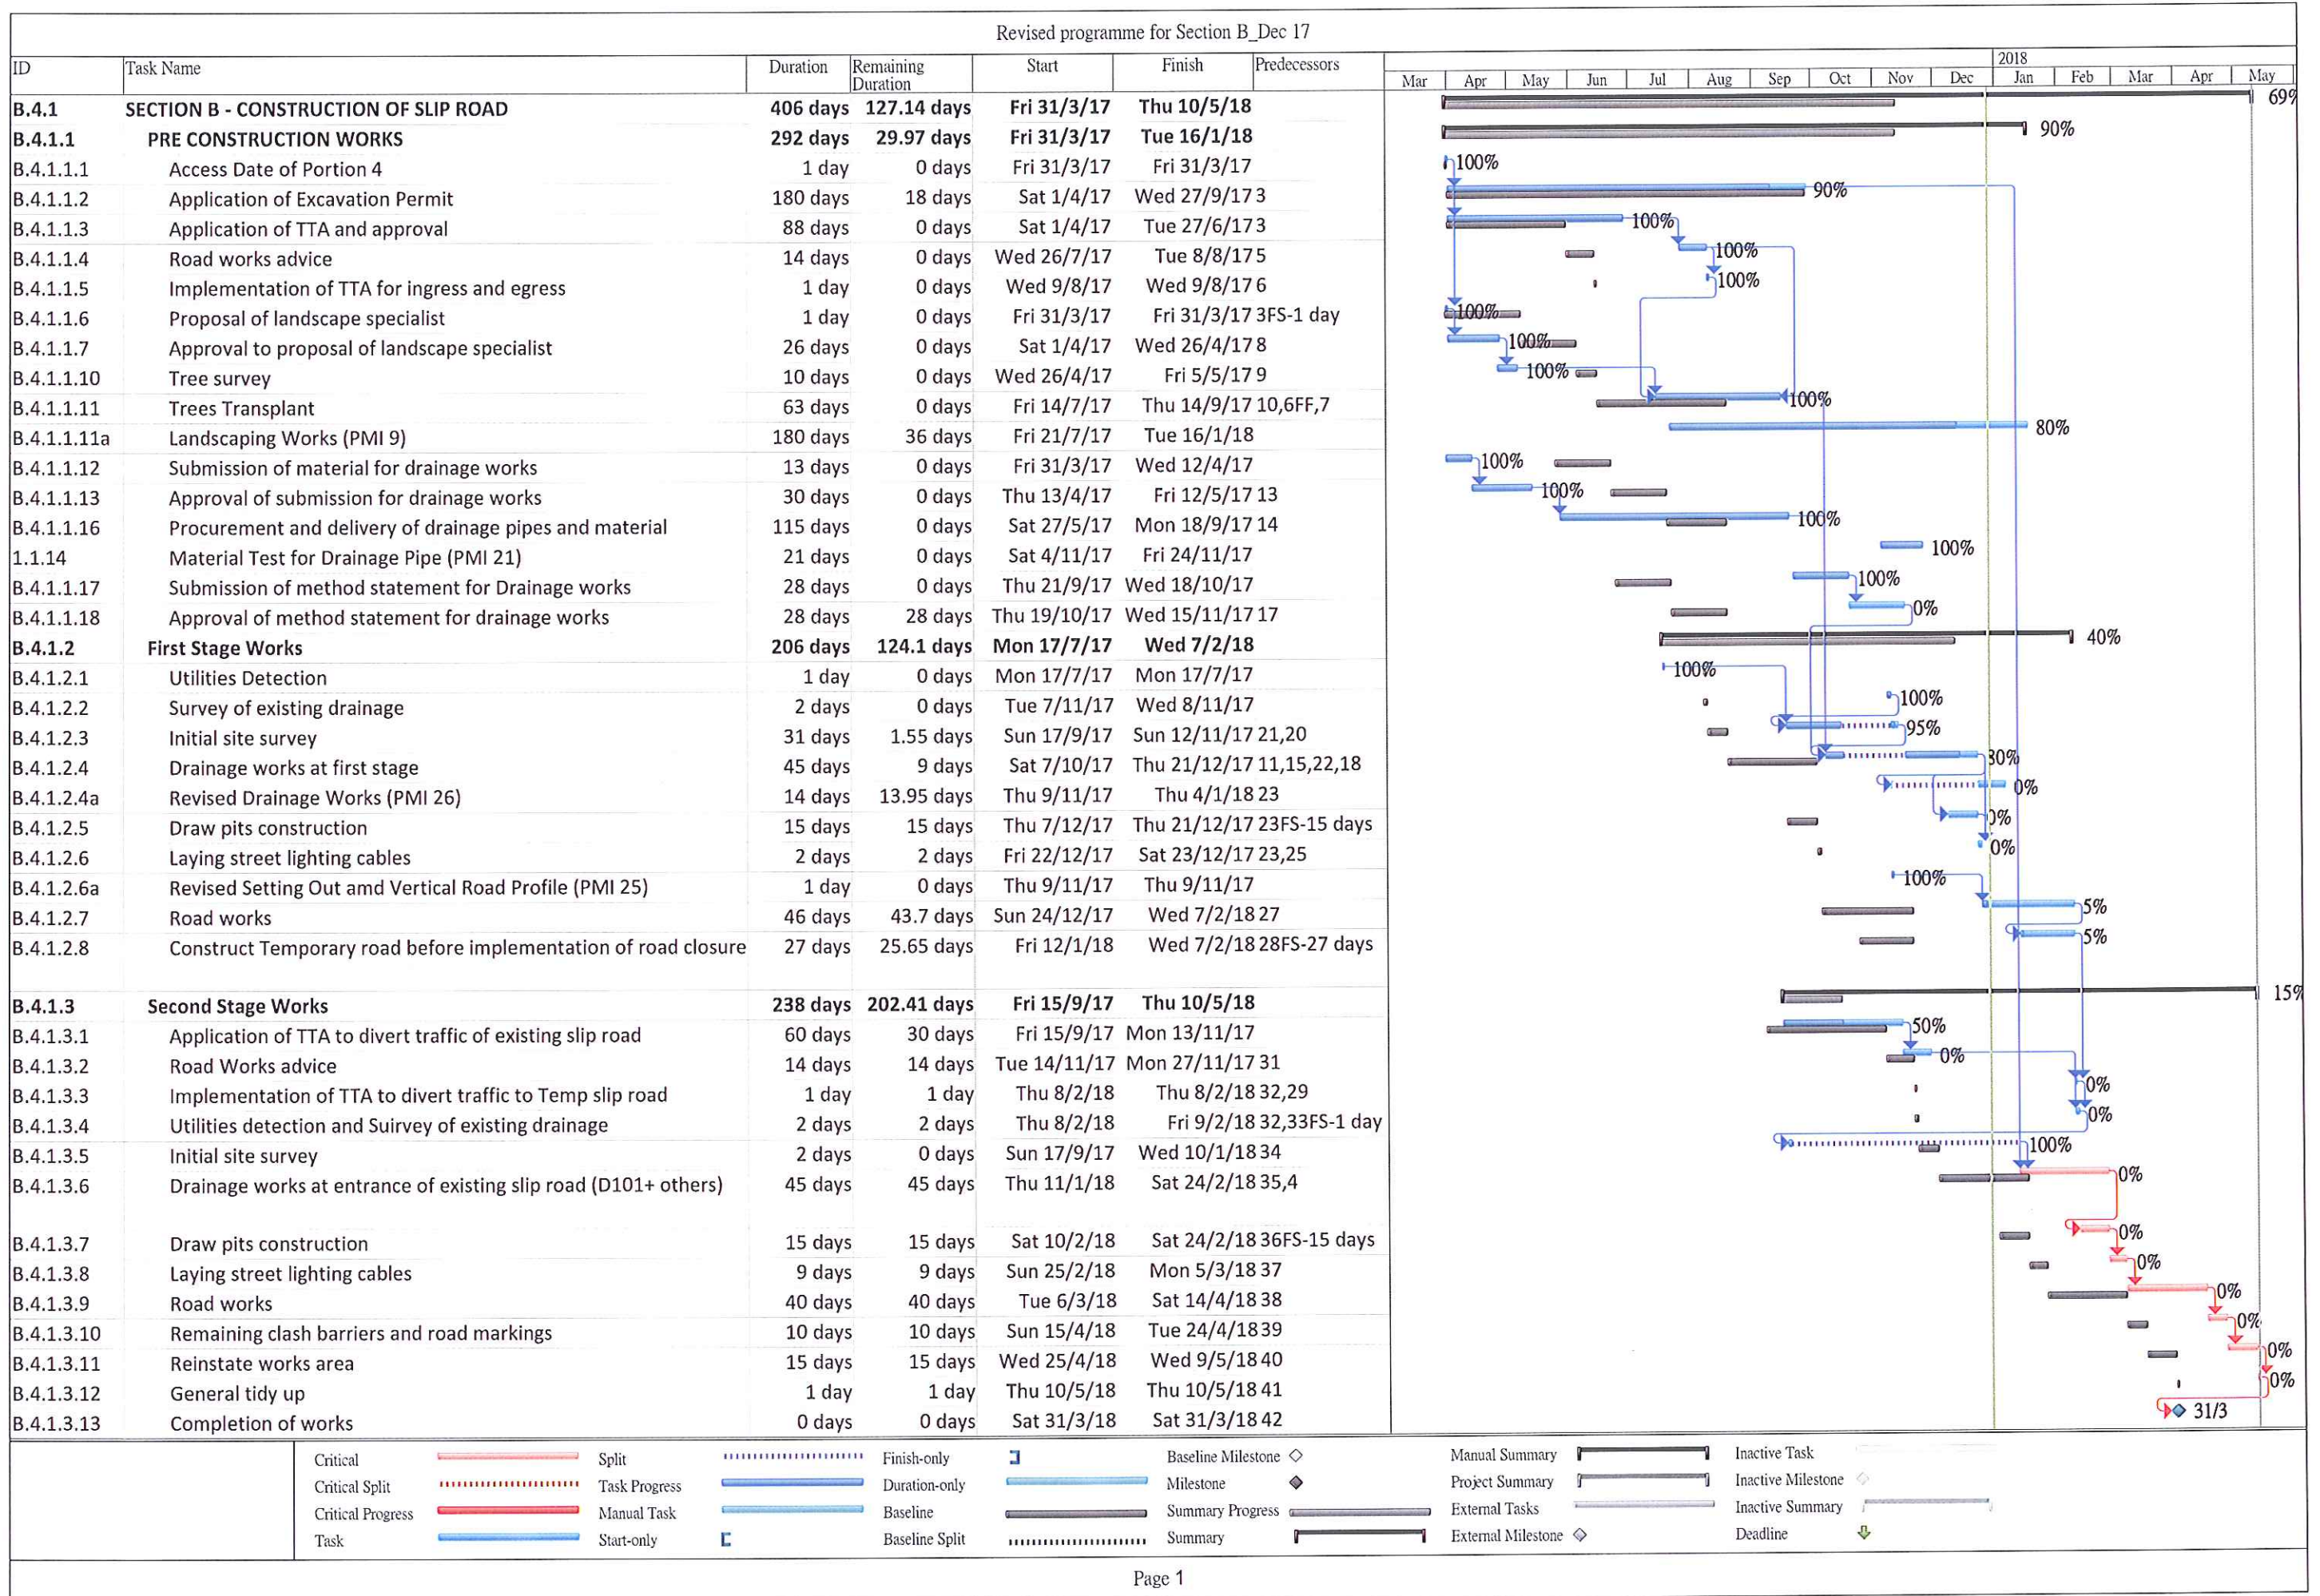 Revised programme for Section B_Dec 17
ID Task Name Duration Remaining Duration Start Finish Predecessors
2018
Mar Apr May Jun Jul Aug Sep Oct Nov Dec Jan Feb Mar Apr May
B.4.1 SECTION B - CONSTRUCTION OF SLIP ROAD 406 days 127.14 days Fri 31/3/17 Thu 10/5/18 69%
B.4.1.1 PRE CONSTRUCTION WORKS 292 days 29.97 days Fri 31/3/17 Tue 16/1/18 90%
B.4.1.1.1 Access Date of Portion 4 1 day 0 days Fri 31/3/17 Fri 31/3/17 100%
B.4.1.1.2 Application of Excavation Permit 180 days 18 days Sat 1/4/17 Wed 27/9/17 3 90%
B.4.1.1.3 Application of TTA and approval 88 days 0 days Sat 1/4/17 Tue 27/6/17 3 100%
B.4.1.1.4 Road works advice 14 days 0 days Wed 26/7/17 Tue 8/8/17 5 100%
B.4.1.1.5 Implementation of TTA for ingress and egress 1 day 0 days Wed 9/8/17 Wed 9/8/17 6 100%
B.4.1.1.6 Proposal of landscape specialist 1 day 0 days Fri 31/3/17 Fri 31/3/17 3FS-1 day 100%
B.4.1.1.7 Approval to proposal of landscape specialist 26 days 0 days Sat 1/4/17 Wed 26/4/17 8 100%
B.4.1.1.10 Tree survey 10 days 0 days Wed 26/4/17 Fri 5/5/17 9 100%
B.4.1.1.11 Trees Transplant 63 days 0 days Fri 14/7/17 Thu 14/9/17 10,6FF,7 100%
B.4.1.1.11a Landscaping Works (PMI 9) 180 days 36 days Fri 21/7/17 Tue 16/1/18 80%
B.4.1.1.12 Submission of material for drainage works 13 days 0 days Fri 31/3/17 Wed 12/4/17 100%
B.4.1.1.13 Approval of submission for drainage works 30 days 0 days Thu 13/4/17 Fri 12/5/17 13 100%
B.4.1.1.16 Procurement and delivery of drainage pipes and material 115 days 0 days Sat 27/5/17 Mon 18/9/17 14 100%
1.1.14 Material Test for Drainage Pipe (PMI 21) 21 days 0 days Sat 4/11/17 Fri 24/11/17 100%
B.4.1.1.17 Submission of method statement for Drainage works 28 days 0 days Thu 21/9/17 Wed 18/10/17 100%
B.4.1.1.18 Approval of method statement for drainage works 28 days 28 days Thu 19/10/17 Wed 15/11/17 17 0%
B.4.1.2 First Stage Works 206 days 124.1 days Mon 17/7/17 Wed 7/2/18 40%
B.4.1.2.1 Utilities Detection 1 day 0 days Mon 17/7/17 Mon 17/7/17 100%
B.4.1.2.2 Survey of existing drainage 2 days 0 days Tue 7/11/17 Wed 8/11/17 100%
B.4.1.2.3 Initial site survey 31 days 1.55 days Sun 17/9/17 Sun 12/11/17 21,20 95%
B.4.1.2.4 Drainage works at first stage 45 days 9 days Sat 7/10/17 Thu 21/12/17 11,15,22,18 80%
B.4.1.2.4a Revised Drainage Works (PMI 26) 14 days 13.95 days Thu 9/11/17 Thu 4/1/18 23 0%
B.4.1.2.5 Draw pits construction 15 days 15 days Thu 7/12/17 Thu 21/12/17 23FS-15 days 0%
B.4.1.2.6 Laying street lighting cables 2 days 2 days Fri 22/12/17 Sat 23/12/17 23,25 0%
B.4.1.2.6a Revised Setting Out amd Vertical Road Profile (PMI 25) 1 day 0 days Thu 9/11/17 Thu 9/11/17 100%
B.4.1.2.7 Road works 46 days 43.7 days Sun 24/12/17 Wed 7/2/18 27 5%
B.4.1.2.8 Construct Temporary road before implementation of road closure 27 days 25.65 days Fri 12/1/18 Wed 7/2/18 28FS-27 days 5%
B.4.1.3 Second Stage Works 238 days 202.41 days Fri 15/9/17 Thu 10/5/18 15%
B.4.1.3.1 Application of TTA to divert traffic of existing slip road 60 days 30 days Fri 15/9/17 Mon 13/11/17 50%
B.4.1.3.2 Road Works advice 14 days 14 days Tue 14/11/17 Mon 27/11/17 31 0%
B.4.1.3.3 Implementation of TTA to divert traffic to Temp slip road 1 day 1 day Thu 8/2/18 Thu 8/2/18 32,29 0%
B.4.1.3.4 Utilities detection and Suirvey of existing drainage 2 days 2 days Thu 8/2/18 Fri 9/2/18 32,33FS-1 day 0%
B.4.1.3.5 Initial site survey 2 days 0 days Sun 17/9/17 Wed 10/1/18 34 100%
B.4.1.3.6 Drainage works at entrance of existing slip road (D101+ others) 45 days 45 days Thu 11/1/18 Sat 24/2/18 35,4 0%
B.4.1.3.7 Draw pits construction 15 days 15 days Sat 10/2/18 Sat 24/2/18 36FS-15 days 0%
B.4.1.3.8 Laying street lighting cables 9 days 9 days Sun 25/2/18 Mon 5/3/18 37 0%
B.4.1.3.9 Road works 40 days 40 days Tue 6/3/18 Sat 14/4/18 38 0%
B.4.1.3.10 Remaining clash barriers and road markings 10 days 10 days Sun 15/4/18 Tue 24/4/18 39 0%
B.4.1.3.11 Reinstate works area 15 days 15 days Wed 25/4/18 Wed 9/5/18 40 0%
B.4.1.3.12 General tidy up 1 day 1 day Thu 10/5/18 Thu 10/5/18 41 0%
B.4.1.3.13 Completion of works 0 days 0 days Sat 31/3/18 Sat 31/3/18 42 31/3
Critical Split Finish-only Baseline Milestone Manual Summary Inactive Task
Critical Split Task Progress Duration-only Milestone Project Summary Inactive Milestone
Critical Progress Manual Task Baseline Summary Progress External Tasks Inactive Summary
Task Start-only Baseline Split Summary External Milestone Deadline
Page 1